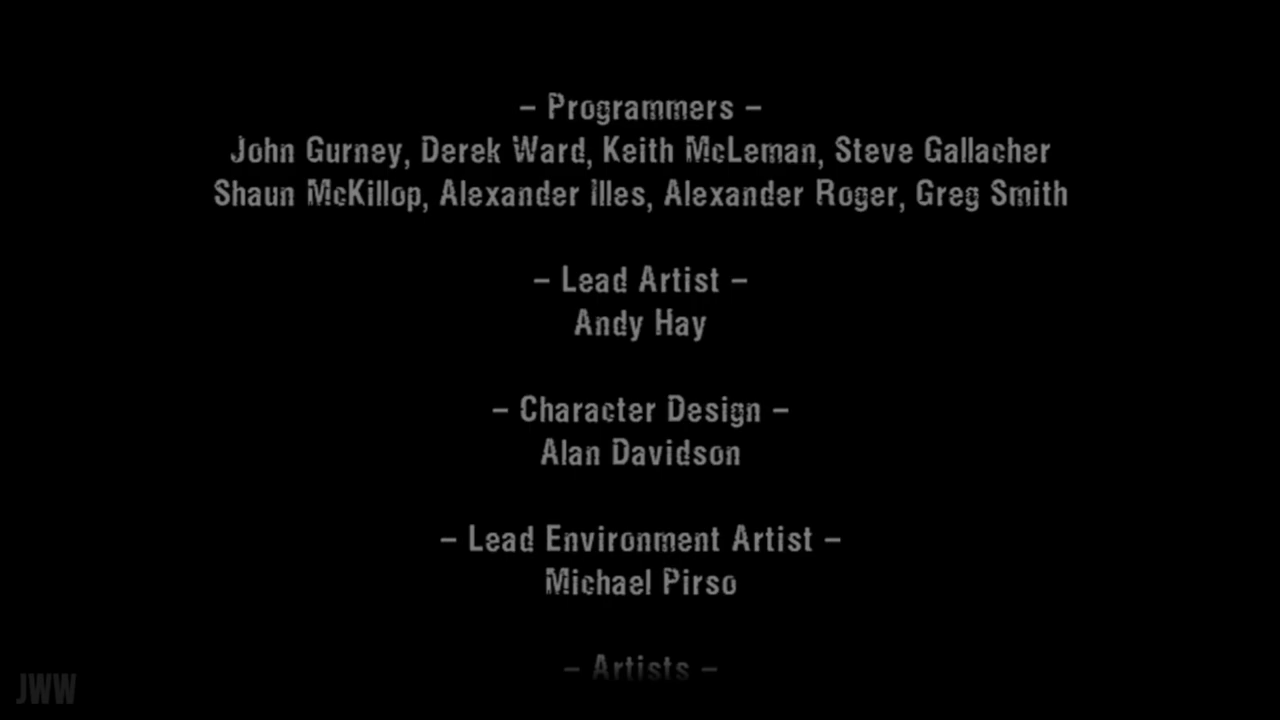 – Programmers –
John Gurney, Derek Ward, Keith McLeman, Steve Gallacher
Shaun McKillop, Alexander Illes, Alexander Roger, Greg Smith
– Lead Artist –
Andy Hay
– Character Design –
Alan Davidson
– Lead Environment Artist –
Michael Pirso
– Artists –
JWW